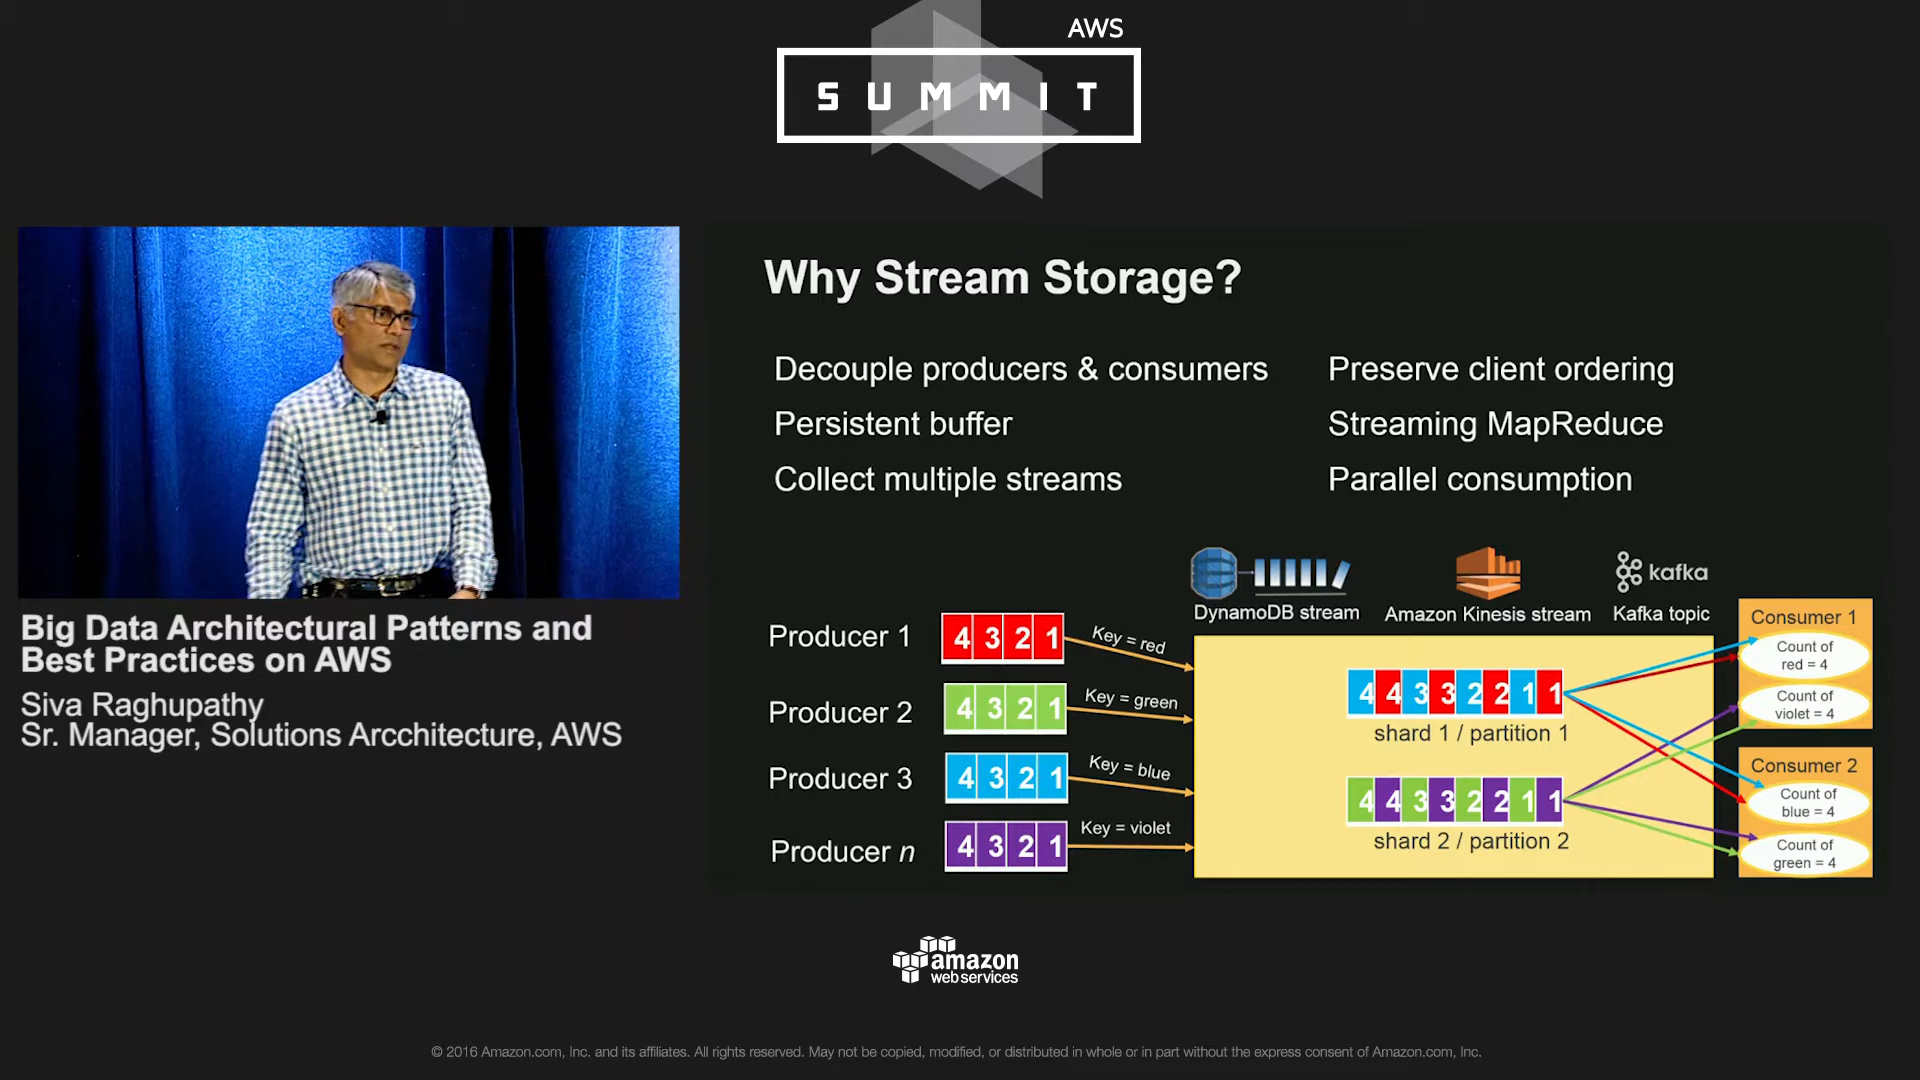 AWS
SUMMIT
Why Stream Storage?
Decouple producers & consumers
Persistent buffer
Collect multiple streams
Preserve client ordering
Streaming MapReduce
Parallel consumption
DynamoDB stream
Amazon Kinesis stream
kafka
Kafka topic
Producer 1
4 3 2 1
Key = red
Producer 2
4 3 2 1
Key = green
Producer 3
4 3 2 1
Key = blue
Producer n
4 3 2 1
Key = violet
4 4 3 3 2 2 1 1
shard 1 / partition 1
4 4 3 3 2 2 1 1
shard 2 / partition 2
Consumer 1
Count of
red = 4
Count of
violet = 4
Consumer 2
Count of
blue = 4
Count of
green = 4
Big Data Architectural Patterns and
Best Practices on AWS
Siva Raghupathy
Sr. Manager, Solutions Arcchitecture, AWS
amazon
webservices
© 2016 Amazon.com, Inc. and its affiliates. All rights reserved. May not be copied, modified, or distributed in whole or in part without the express consent of Amazon.com, Inc.